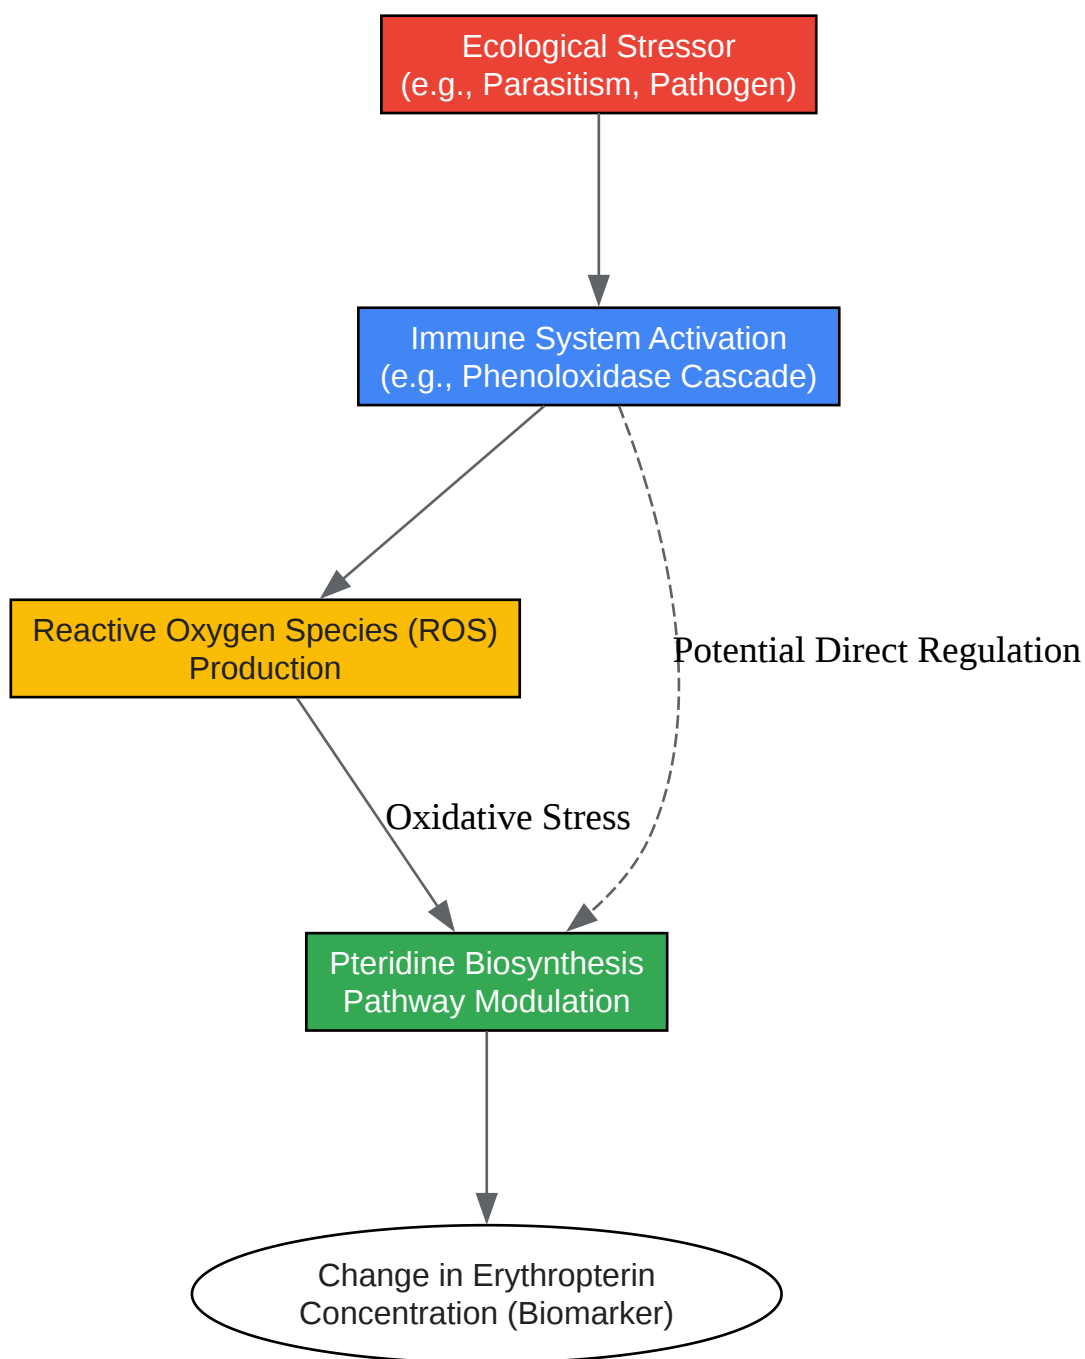 Ecological Stressor
(e.g., Parasitism, Pathogen)
Immune System Activation
(e.g., Phenoloxidase Cascade)
Reactive Oxygen Species (ROS)
Production
Potential Direct Regulation
Oxidative Stress
Pteridine Biosynthesis
Pathway Modulation
Change in Erythropterin
Concentration (Biomarker)